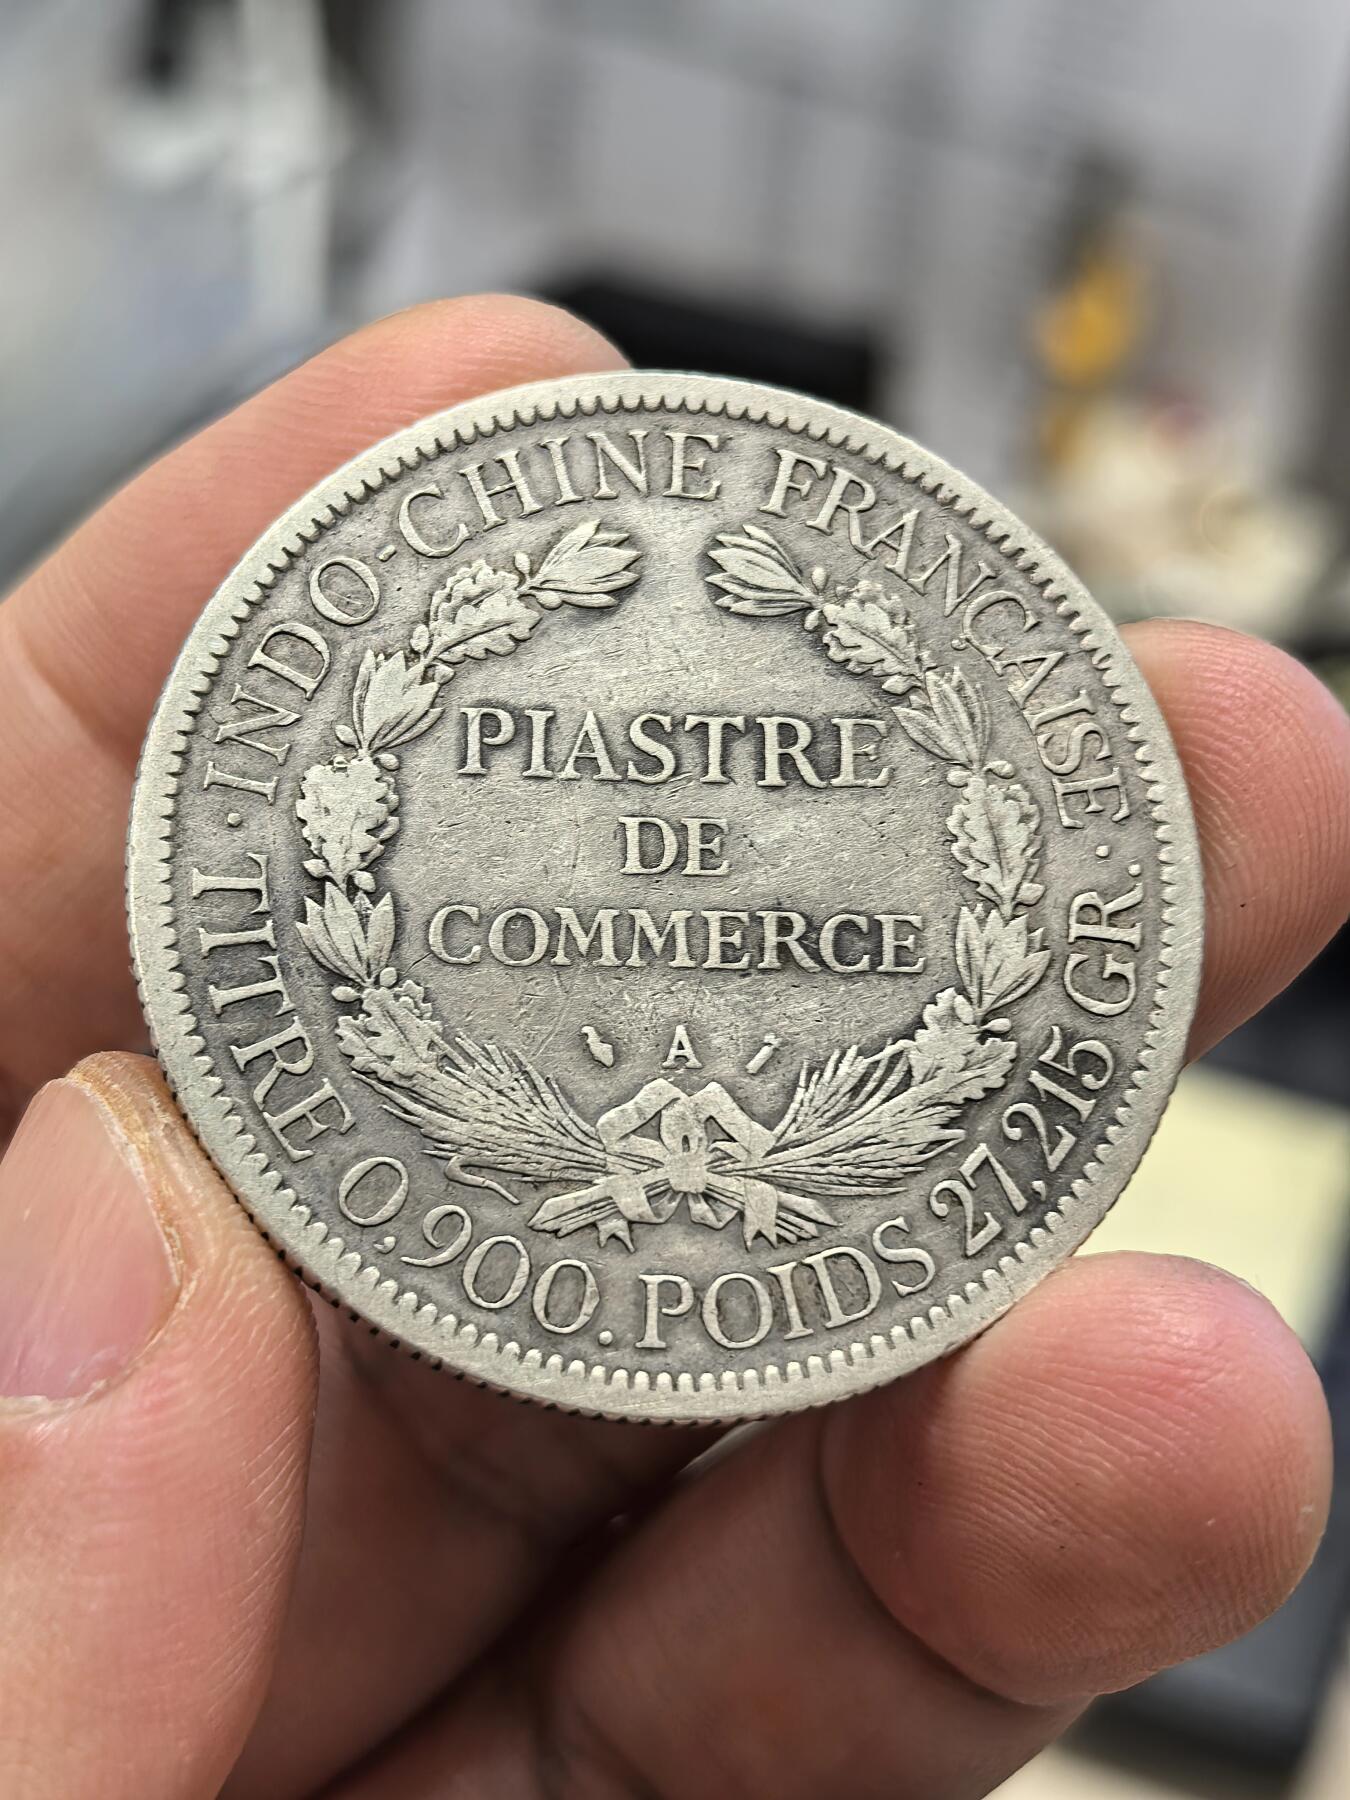 INDO-CHINE FRANÇAISE ·
TITRE 0,900. POIDS 27,215 GR. ·
PIASTRE
DE
COMMERCE
A